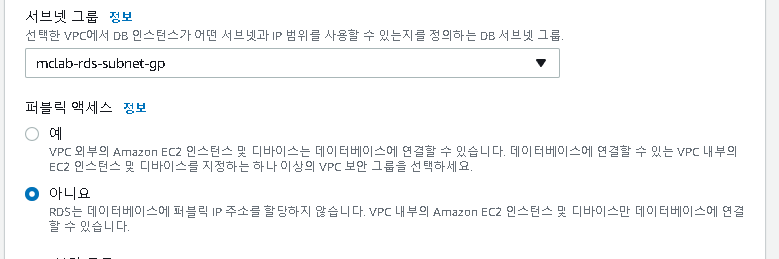 서브넷 그룹 정보
선택한 VPC에서 DB 인스턴스가 어떤 서브넷과 IP 범위를 사용할 수 있는지를 정의하는 DB 서브넷 그룹.
mclab-rds-subnet-gp
퍼블릭 액세스 정보
예
VPC 외부의 Amazon EC2 인스턴스 및 디바이스는 데이터베이스에 연결할 수 있습니다. 데이터베이스에 연결할 수 있는 VPC 내부의
EC2 인스턴스 및 디바이스를 지정하는 하나 이상의 VPC 보안 그룹을 선택하세요.
아니요
RDS는 데이터베이스에 퍼블릭 IP 주소를 할당하지 않습니다. VPC 내부의 Amazon EC2 인스턴스 및 디바이스만 데이터베이스에 연결
할 수 있습니다.